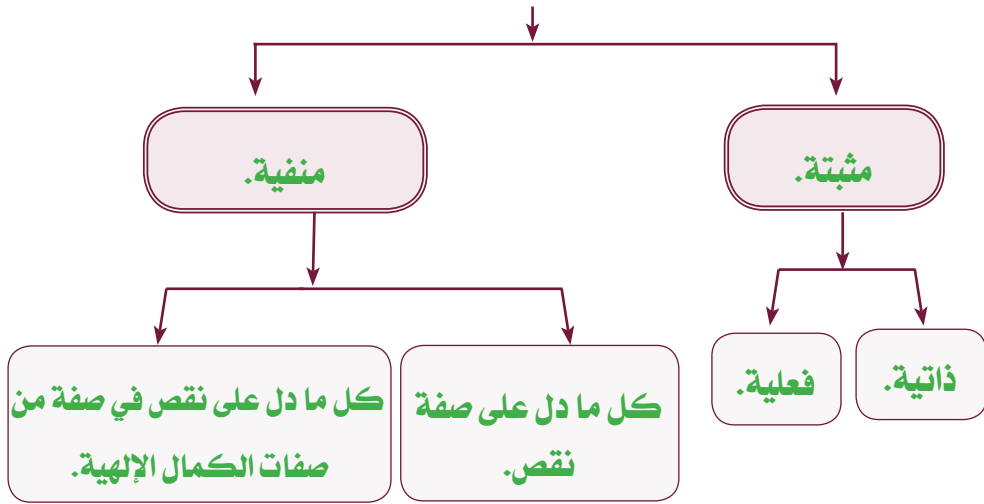 مثبتة.
منفية.
ذاتية.
فعلية.
كل ما دل على صفة
نقص.
كل ما دل على نقص في صفة من
صفات الكمال الإلهية.